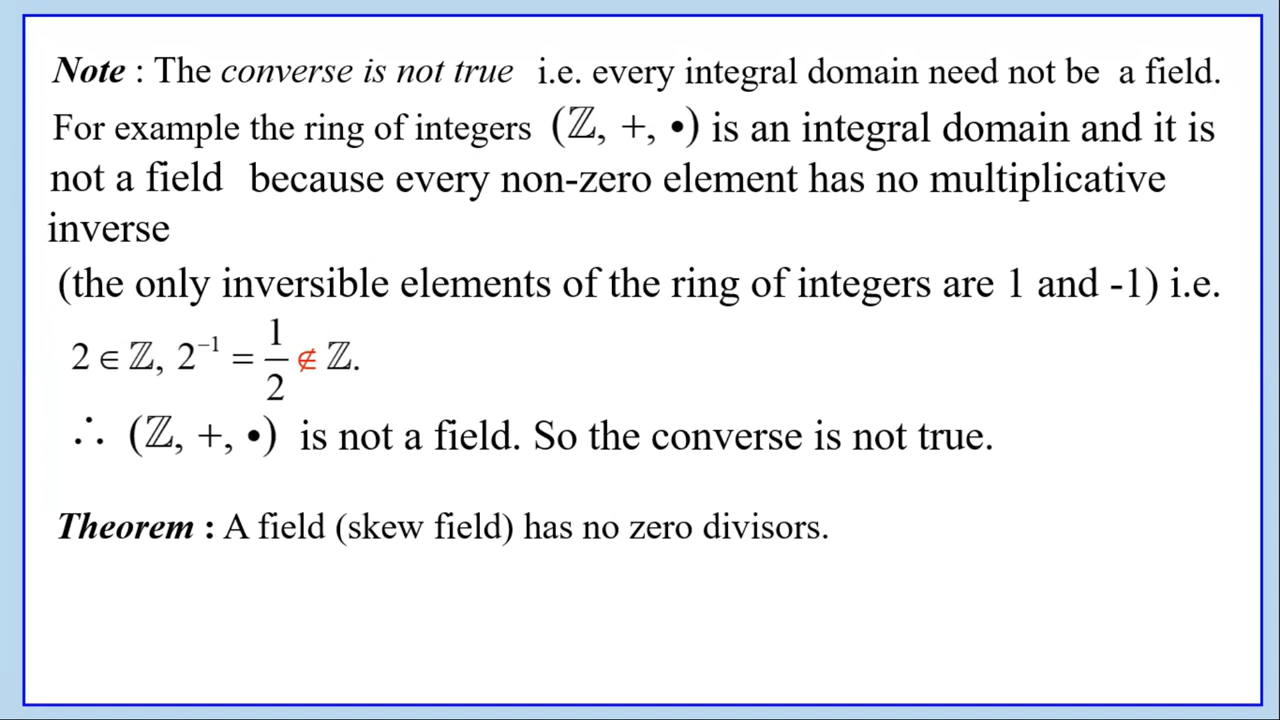 Note : The converse is not true i.e. every integral domain need not be a field.
For example the ring of integers (ℤ, +, •) is an integral domain and it is
not a field because every non-zero element has no multiplicative
inverse
(the only inversible elements of the ring of integers are 1 and -1) i.e.
2 ∈ ℤ, 2⁻¹ = 1/2 ∉ ℤ.
∴ (ℤ, +, •) is not a field. So the converse is not true.
Theorem : A field (skew field) has no zero divisors.